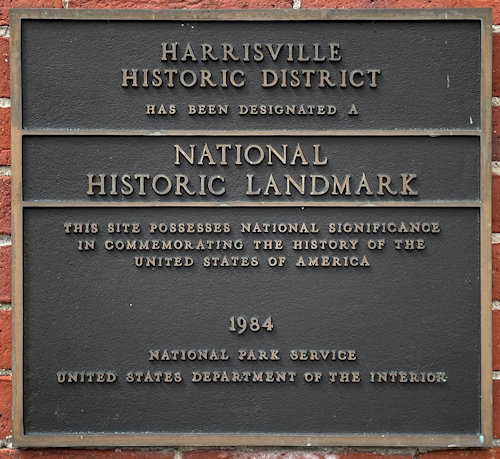 HARRISVILLE
HISTORIC DISTRICT
HAS BEEN DESIGNATED A
NATIONAL
HISTORIC LANDMARK
THIS SITE POSSESSES NATIONAL SIGNIFICANCE
IN COMMEMORATING THE HISTORY OF THE
UNITED STATES OF AMERICA
1984
NATIONAL PARK SERVICE
UNITED STATES DEPARTMENT OF THE INTERIOR